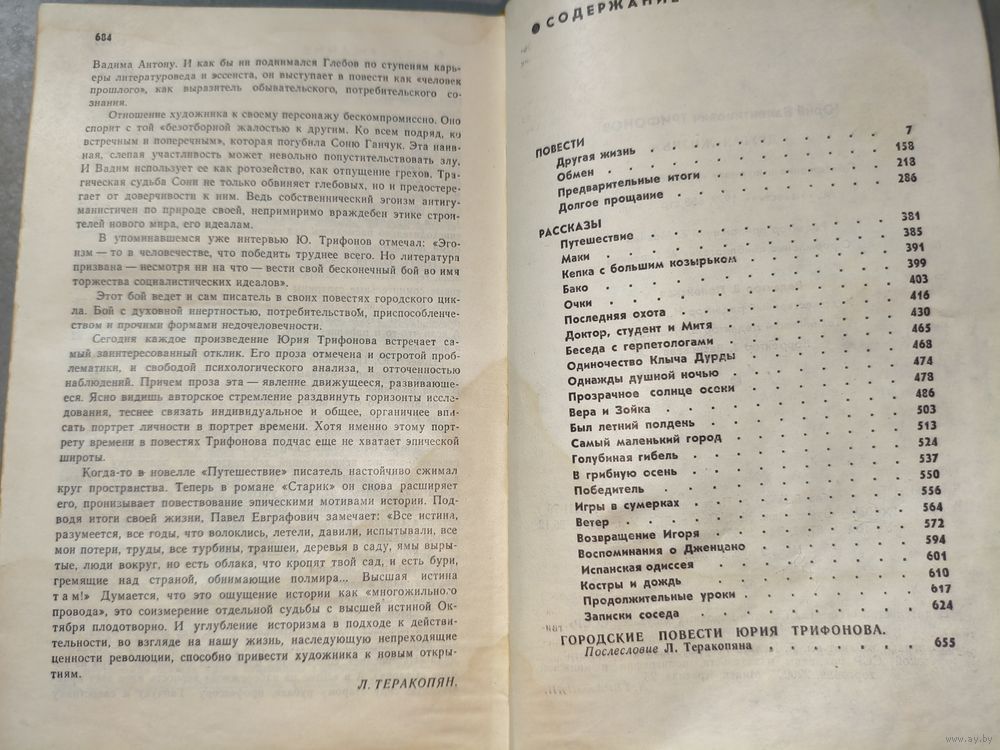 684
Вадима Антону. И как бы ни поднимался Глебов по ступеням карь-
еры литературоведа и эссеиста, он выступает в повести как «человек
прошлого», как выразитель обывательского, потребительского со-
знания.
Отношение художника к своему персонажу бескомпромиссно. Оно
спорит с той «безотборной жалостью к другим. Ко всем подряд, ко
встречным и поперечным», которая погубила Соню Ганчук. Эта наив-
ная, слепая участливость может невольно попустительствовать злу.
И Вадим использует ее как ротозейство, как отпущение грехов. Тра-
гическая судьба Сони не только обвиняет глебовых, но и предостере-
гает от доверчивости к ним. Ведь собственнический эгоизм антигу-
манистичен по природе своей, непримиримо враждебен этике строи-
телей нового мира, его идеалам.
В упоминавшемся уже интервью Ю. Трифонов отмечал: «Эго-
изм — то в человечестве, что победить труднее всего. Но литература
призвана — несмотря ни на что — вести свой бесконечный бой во имя
торжества социалистических идеалов».
Этот бой ведет и сам писатель в своих повестях городского цик-
ла. Бой с духовной инертностью, потребительством, приспособленче-
ством и прочими формами недочеловечности.
Сегодня каждое произведение Юрия Трифонова встречает са-
мый заинтересованный отклик. Его проза отмечена и остротой проб-
лематики, и свободой психологического анализа, и отточенностью
наблюдений. Причем проза эта — явление движущееся, развивающе-
еся. Ясно видишь авторское стремление раздвинуть горизонты иссле-
дования, теснее связать индивидуальное и общее, органичнее впи-
сать портрет личности в портрет времени. Хотя именно этому порт-
рету времени в повестях Трифонова подчас еще не хватает эпической
широты.
Когда-то в новелле «Путешествие» писатель настойчиво сжимал
круг пространства. Теперь в романе «Старик» он снова расширяет
его, пронизывает повествование эпическими мотивами истории. Под-
водя итоги своей жизни, Павел Евграфович замечает: «Все истина,
разумеется, все годы, что волоклись, летели, давили, испытывали, все
мои потери, труды, все турбины, траншеи, деревья в саду, ямы выры-
тые, люди вокруг, но есть облака, что кропят твой сад, и есть бури,
гремящие над страной, обнимающие полмира... Высшая истина
там!» Думается, что это ощущение истории как «многожильного
провода», это соизмерение отдельной судьбы с высшей истиной Ок-
тября плодотворно. И углубление историзма в подходе к действи-
тельности, во взгляде на нашу жизнь, наследующую непреходящие
ценности революции, способно привести художника к новым откры-
тиям.
Л. ТЕРАКОПЯН.
● СОДЕРЖАНИЕ
ПОВЕСТИ
Другая жизнь . . . . . . . . 7
Обмен . . . . . . . . 158
Предварительные итоги . . . . . . . . 218
Долгое прощание . . . . . . . . 286
РАССКАЗЫ
Путешествие . . . . . . . . 381
Маки . . . . . . . . 385
Кепка с большим козырьком . . . . . . . . 391
Бако . . . . . . . . 399
Очки . . . . . . . . 403
Последняя охота . . . . . . . . 416
Доктор, студент и Митя . . . . . . . . 430
Беседа с герпетологами . . . . . . . . 465
Одиночество Клыча Дурды . . . . . . . . 468
Однажды душной ночью . . . . . . . . 474
Прозрачное солнце осени . . . . . . . . 478
Вера и Зойка . . . . . . . . 486
Был летний полдень . . . . . . . . 503
Самый маленький город . . . . . . . . 513
Голубиная гибель . . . . . . . . 524
В грибную осень . . . . . . . . 537
Победитель . . . . . . . . 550
Игры в сумерках . . . . . . . . 556
Ветер . . . . . . . . 564
Возвращение Игоря . . . . . . . . 572
Воспоминания о Дженцано . . . . . . . . 594
Испанская одиссея . . . . . . . . 601
Костры и дождь . . . . . . . . 610
Продолжительные уроки . . . . . . . . 617
Записки соседа . . . . . . . . 624
ГОРОДСКИЕ ПОВЕСТИ ЮРИЯ ТРИФОНОВА.
Послесловие Л. Теракопяна . . . . . . . 655
www.ay.by